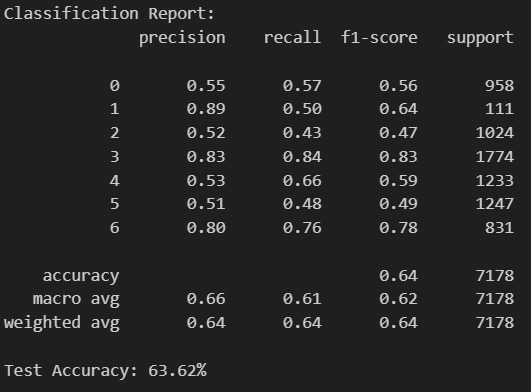 Classification Report:
precision recall f1-score support
0 0.55 0.57 0.56 958
1 0.89 0.50 0.64 111
2 0.52 0.43 0.47 1024
3 0.83 0.84 0.83 1774
4 0.53 0.66 0.59 1233
5 0.51 0.48 0.49 1247
6 0.80 0.76 0.78 831
accuracy 0.64 7178
macro avg 0.66 0.61 0.62 7178
weighted avg 0.64 0.64 0.64 7178
Test Accuracy: 63.62%